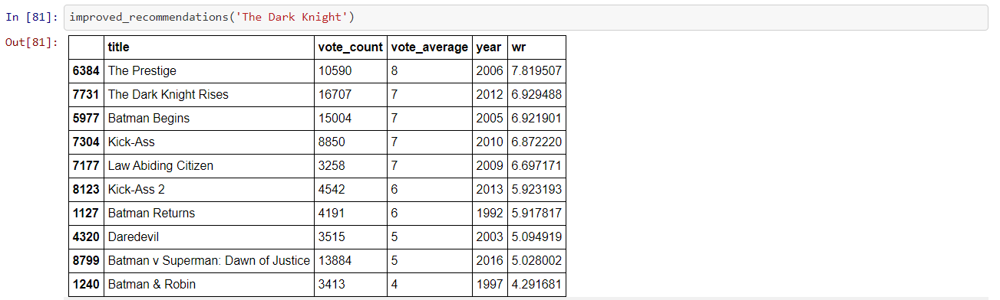 In [81]: improved_recommendations('The Dark Knight')
Out[81]:
title vote_count vote_average year wr
6384 The Prestige 10590 8 2006 7.819507
7731 The Dark Knight Rises 16707 7 2012 6.929488
5977 Batman Begins 15004 7 2005 6.921901
7304 Kick-Ass 8850 7 2010 6.872220
7177 Law Abiding Citizen 3258 7 2009 6.697171
8123 Kick-Ass 2 4542 6 2013 5.923193
1127 Batman Returns 4191 6 1992 5.917817
4320 Daredevil 3515 5 2003 5.094919
8799 Batman v Superman: Dawn of Justice 13884 5 2016 5.028002
1240 Batman & Robin 3413 4 1997 4.291681